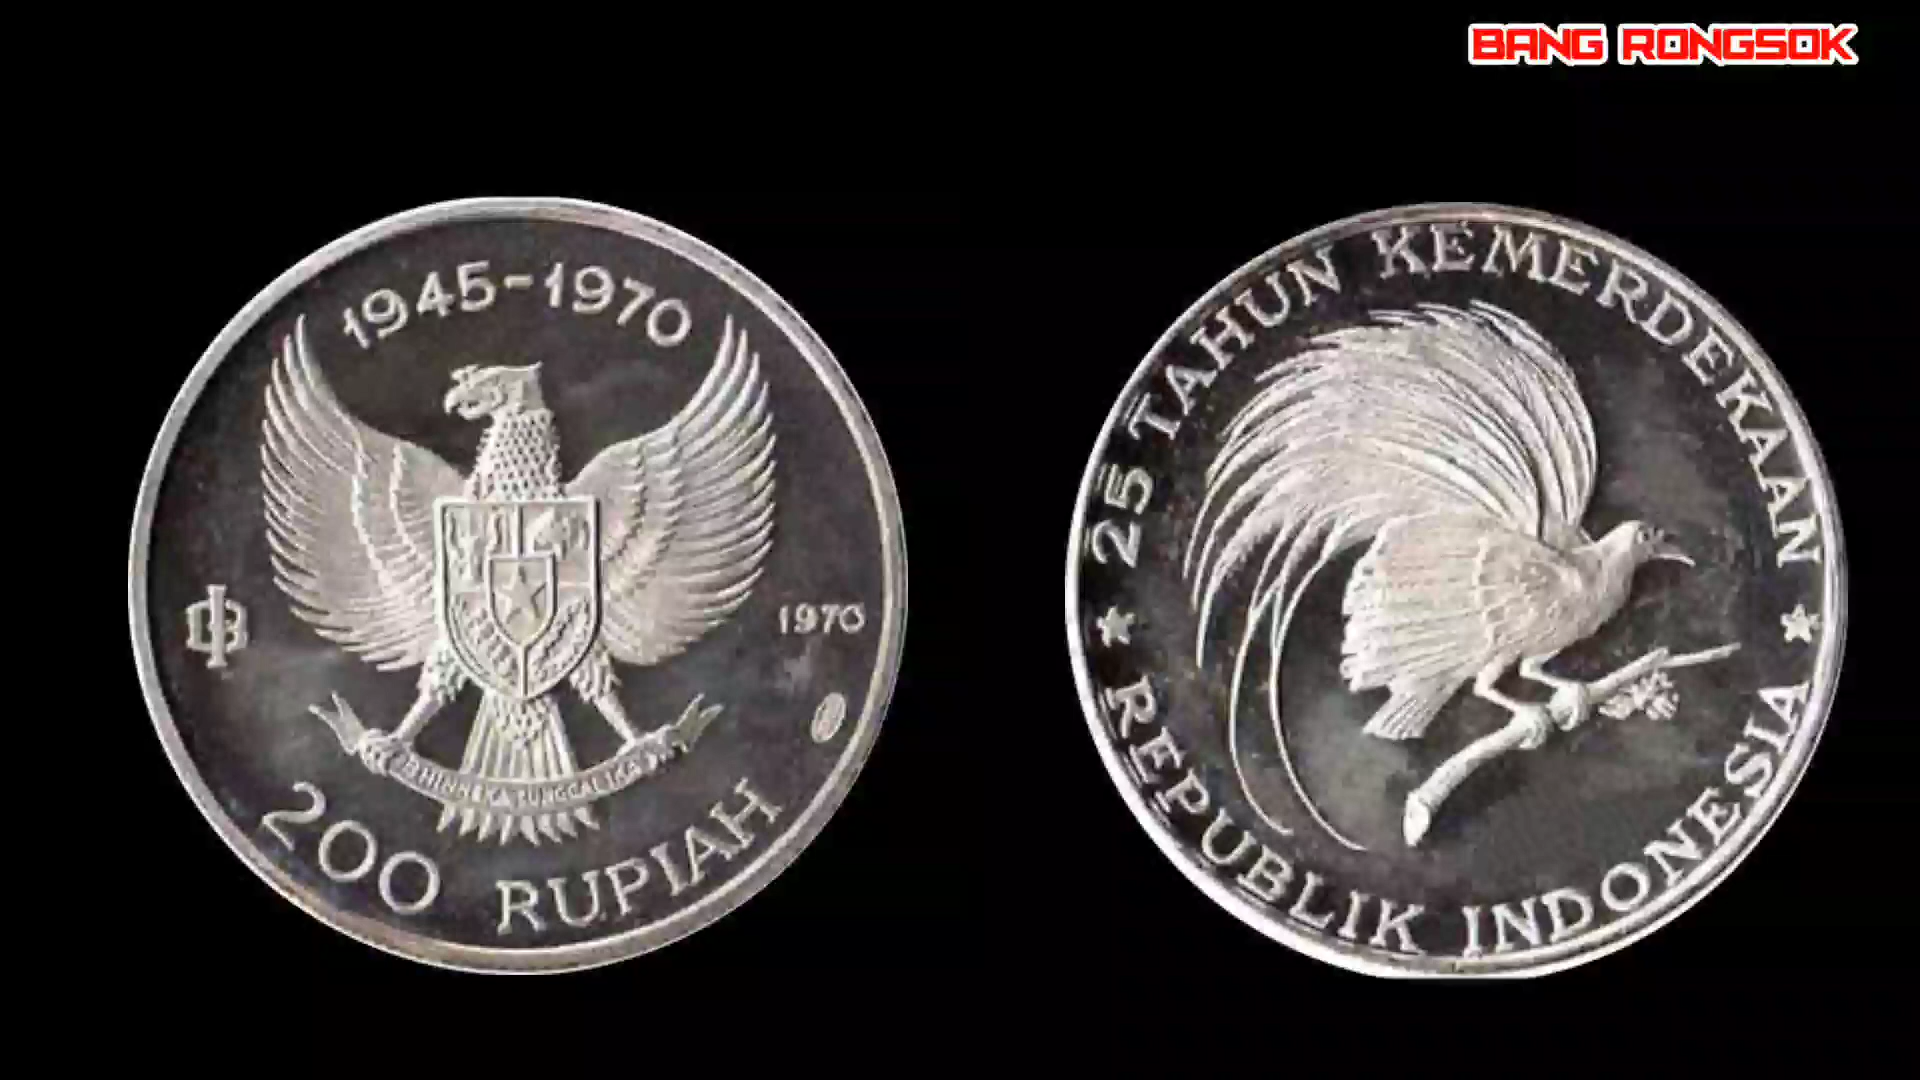 BANG RONGSOK
1945-1970
1970
BHINNEKA TUNGGAL IKA
200 RUPIAH
★ 25 TAHUN KEMERDEKAAN ★
REPUBLIK INDONESIA